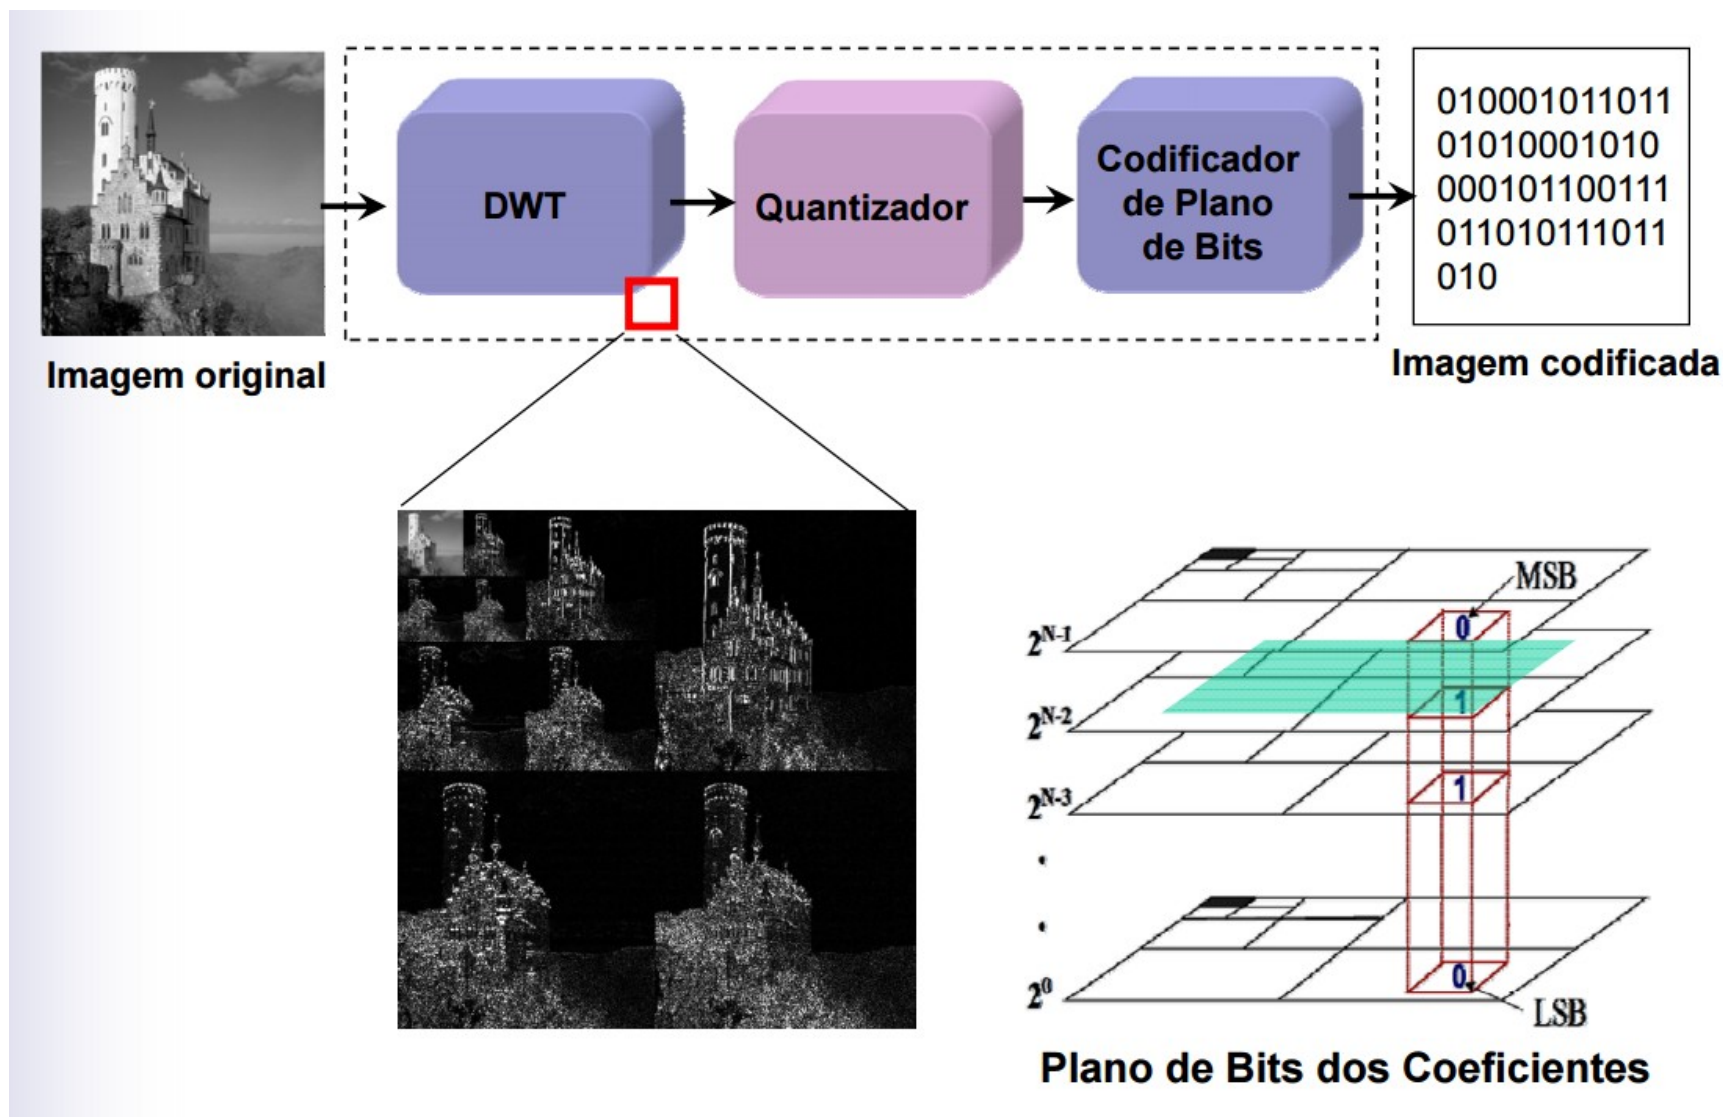 DWT
Quantizador
Codificador
de Plano
de Bits
010001011011
01010001010
000101100111
011010111011
010
Imagem original
Imagem codificada
MSB
2^N-1
0
2^N-2
1
2^N-3
1
2^0
0
LSB
Plano de Bits dos Coeficientes